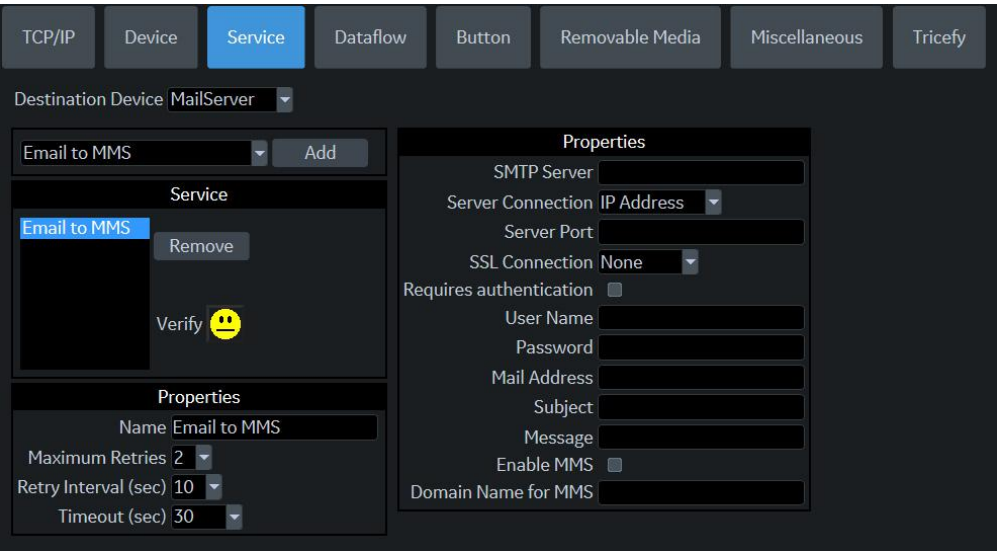 TCP/IP Device Service Dataflow Button Removable Media Miscellaneous Tricefy
Destination Device MailServer
Email to MMS Add
Service
Email to MMS
Remove
Verify
Properties
Name Email to MMS
Maximum Retries 2
Retry Interval (sec) 10
Timeout (sec) 30
Properties
SMTP Server
Server Connection IP Address
Server Port
SSL Connection None
Requires authentication
User Name
Password
Mail Address
Subject
Message
Enable MMS
Domain Name for MMS